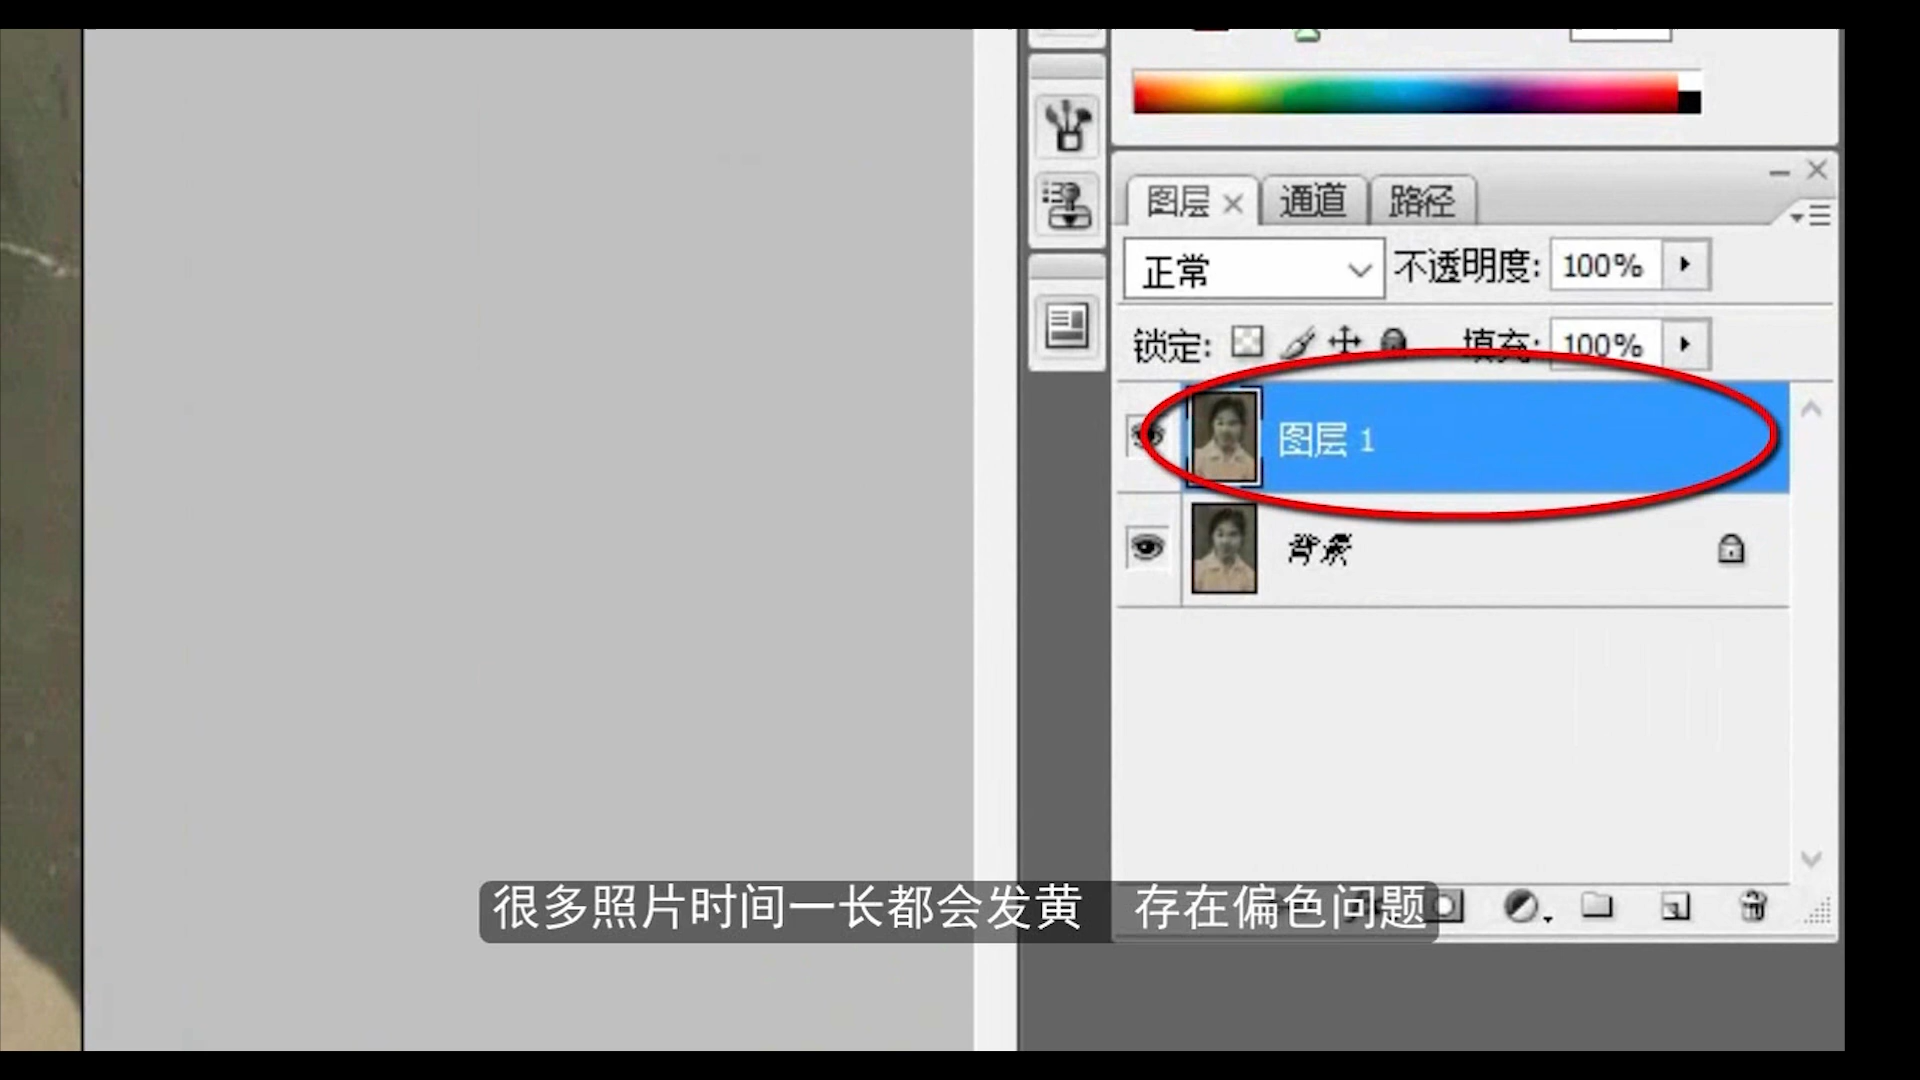 图层 通道 路径
正常 不透明度: 100%
锁定: 填充: 100%
图层 1
背景
很多照片时间一长都会发黄 存在偏色问题